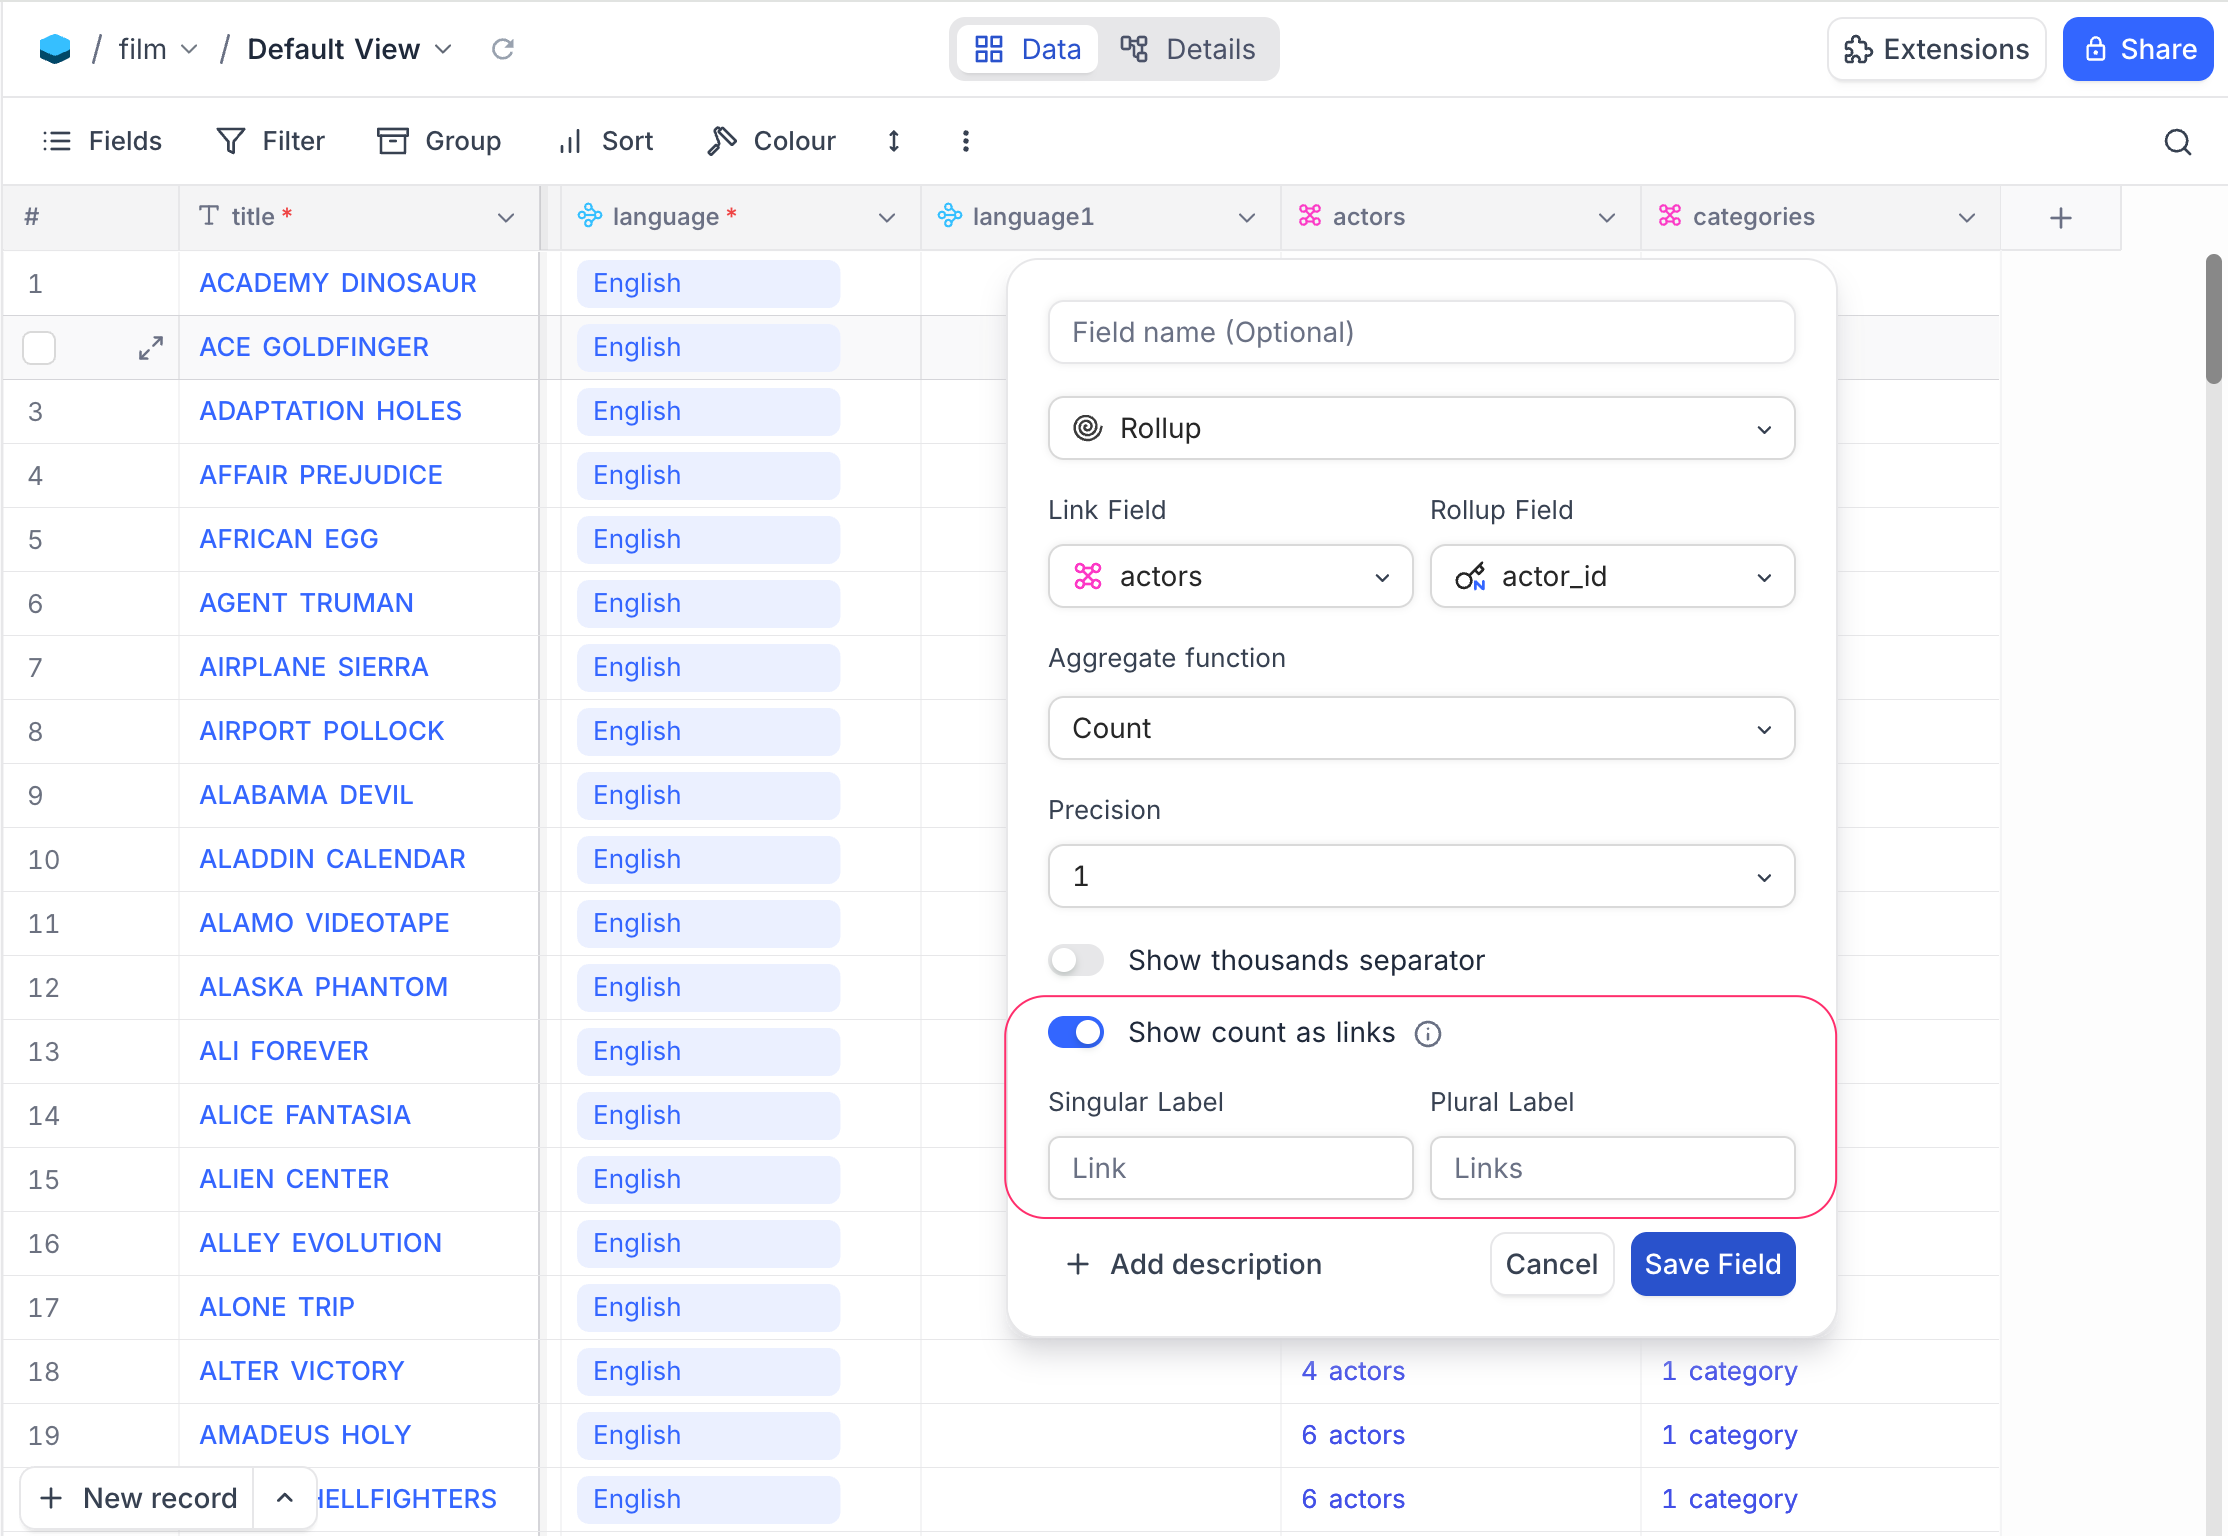 / film / Default View Data Details Extensions Share
Fields Filter Group Sort Colour
# title * language * language1 actors categories
1 ACADEMY DINOSAUR English
ACE GOLDFINGER English
3 ADAPTATION HOLES English
4 AFFAIR PREJUDICE English
5 AFRICAN EGG English
6 AGENT TRUMAN English
7 AIRPLANE SIERRA English
8 AIRPORT POLLOCK English
9 ALABAMA DEVIL English
10 ALADDIN CALENDAR English
11 ALAMO VIDEOTAPE English
12 ALASKA PHANTOM English
13 ALI FOREVER English
14 ALICE FANTASIA English
15 ALIEN CENTER English
16 ALLEY EVOLUTION English
17 ALONE TRIP English
18 ALTER VICTORY English 4 actors 1 category
19 AMADEUS HOLY English 6 actors 1 category
HELLFIGHTERS English 6 actors 1 category
New record
Field name (Optional)
Rollup
Link Field Rollup Field
actors actor_id
Aggregate function
Count
Precision
1
Show thousands separator
Show count as links
Singular Label Plural Label
Link Links
Add description Cancel Save Field